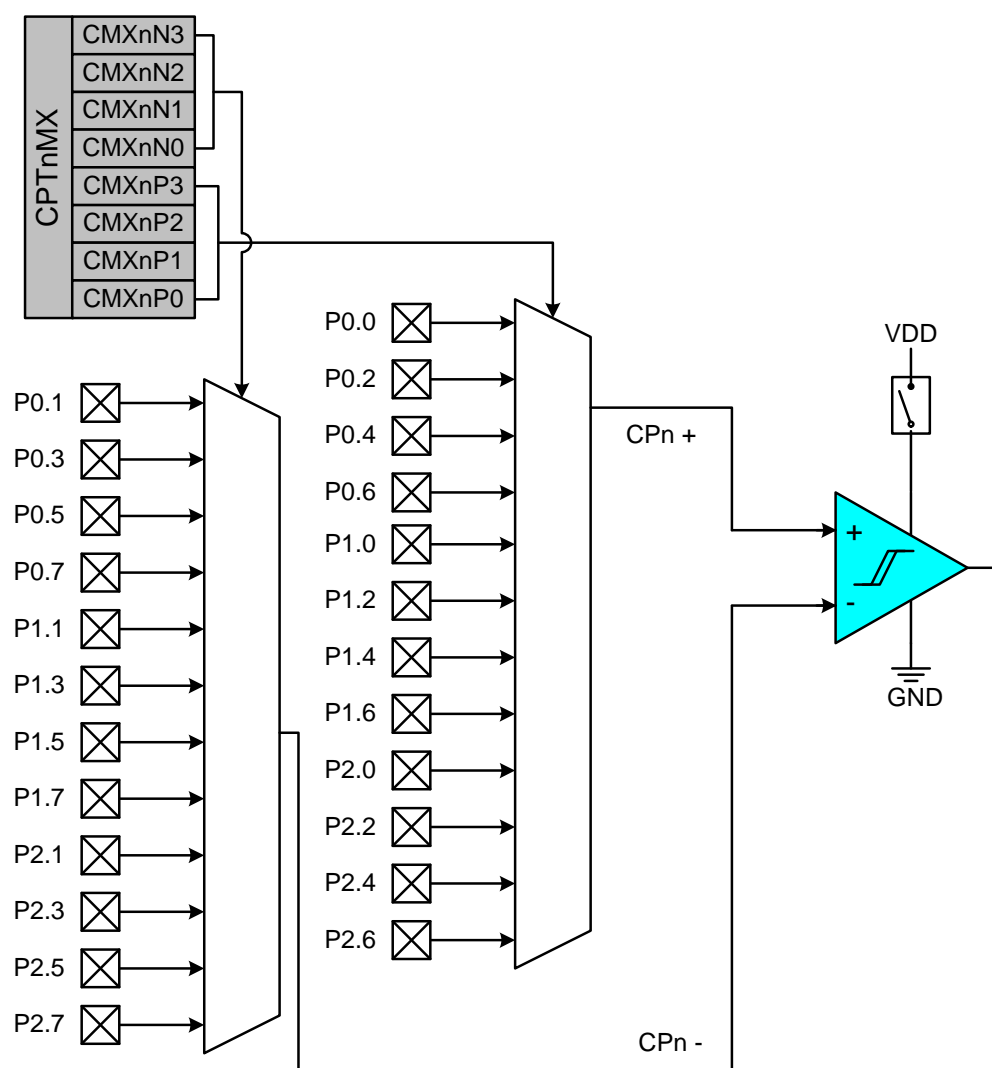 CPTnMX
CMXnN3
CMXnN2
CMXnN1
CMXnN0
CMXnP3
CMXnP2
CMXnP1
CMXnP0
P0.1
P0.3
P0.5
P0.7
P1.1
P1.3
P1.5
P1.7
P2.1
P2.3
P2.5
P2.7
P0.0
P0.2
P0.4
P0.6
P1.0
P1.2
P1.4
P1.6
P2.0
P2.2
P2.4
P2.6
CPn +
CPn -
VDD
+
-
GND